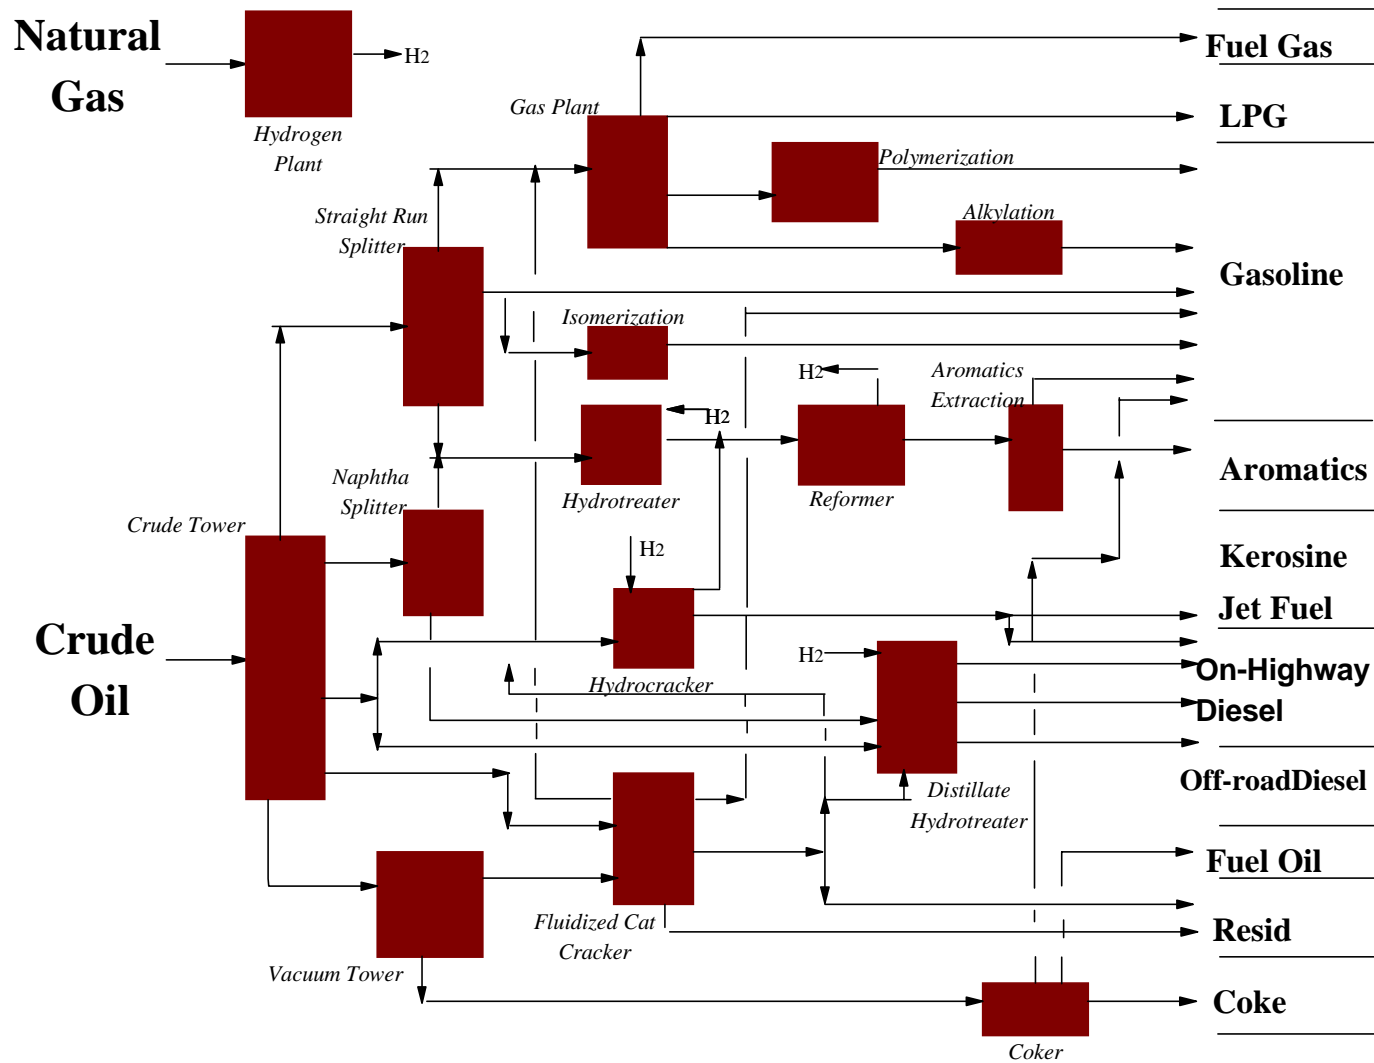 Natural
Gas
H2
Hydrogen
Plant
Gas Plant
Fuel Gas
LPG
Polymerization
Straight Run
Splitter
Alkylation
Gasoline
Isomerization
H2
Aromatics
Extraction
H2
Naphtha
Splitter
Hydrotreater
Reformer
Aromatics
Crude Tower
H2
Kerosine
Jet Fuel
Crude
Oil
H2
Hydrocracker
On-Highway
Diesel
Distillate
Hydrotreater
Off-roadDiesel
Fuel Oil
Fluidized Cat
Cracker
Resid
Vacuum Tower
Coke
Coker